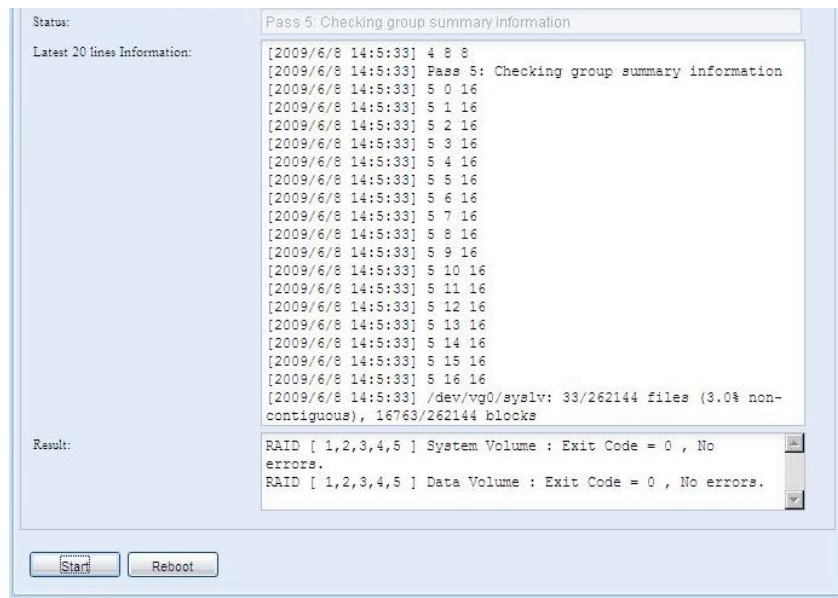 Status:
Pass 5: Checking group summary information
Latest 20 lines Information:
[2009/6/8 14:5:33] 4 8 8
[2009/6/8 14:5:33] Pass 5: Checking group summary information
[2009/6/8 14:5:33] 5 0 16
[2009/6/8 14:5:33] 5 1 16
[2009/6/8 14:5:33] 5 2 16
[2009/6/8 14:5:33] 5 3 16
[2009/6/8 14:5:33] 5 4 16
[2009/6/8 14:5:33] 5 5 16
[2009/6/8 14:5:33] 5 6 16
[2009/6/8 14:5:33] 5 7 16
[2009/6/8 14:5:33] 5 8 16
[2009/6/8 14:5:33] 5 9 16
[2009/6/8 14:5:33] 5 10 16
[2009/6/8 14:5:33] 5 11 16
[2009/6/8 14:5:33] 5 12 16
[2009/6/8 14:5:33] 5 13 16
[2009/6/8 14:5:33] 5 14 16
[2009/6/8 14:5:33] 5 15 16
[2009/6/8 14:5:33] 5 16 16
[2009/6/8 14:5:33] /dev/vg0/syslv: 33/262144 files (3.0% non-
contiguous), 16763/262144 blocks
Result:
RAID [ 1,2,3,4,5 ] System Volume : Exit Code = 0 , No
errors.
RAID [ 1,2,3,4,5 ] Data Volume : Exit Code = 0 , No errors.
Start
Reboot